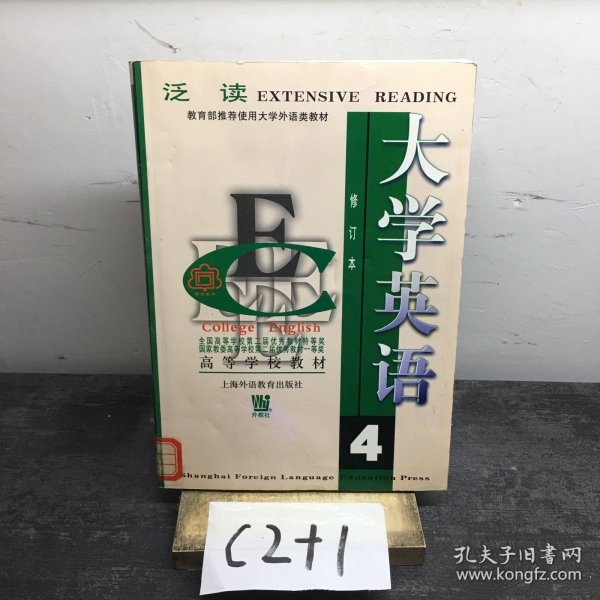 泛读 EXTENSIVE READING
教育部推荐使用大学外语类教材
大学英语
修订本
E
C
College English
全国高等学校第二届优秀教材特等奖
国家教委高等学校第二届优秀教材一等奖
高等学校教材
上海外语教育出版社
外教社
4
Shanghai Foreign Language Education Press
C2+1
孔夫子旧书网
www.kongfz.com